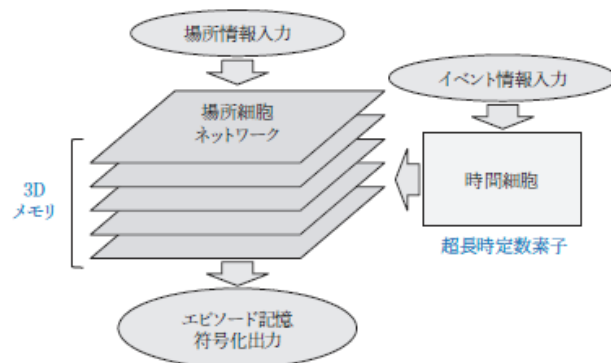 場所情報入力
イベント情報入力
場所細胞
ネットワーク
3D
メモリ
時間細胞
超長時定数素子
エピソード記憶
符号化出力